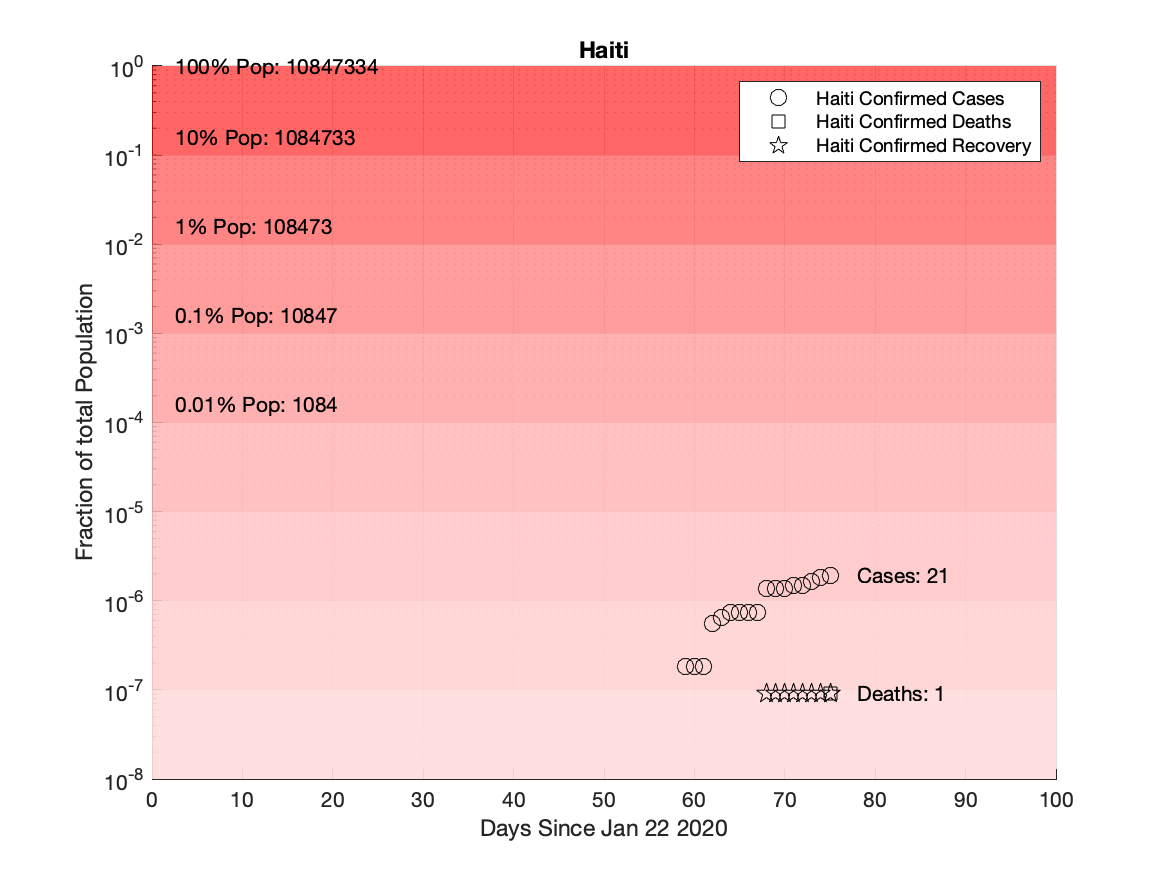 Haiti
10⁰
100% Pop: 10847334
Haiti Confirmed Cases
Haiti Confirmed Deaths
Haiti Confirmed Recovery
10% Pop: 1084733
10⁻¹
1% Pop: 108473
10⁻²
0.1% Pop: 10847
10⁻³
0.01% Pop: 1084
10⁻⁴
Fraction of total Population
10⁻⁵
Cases: 21
10⁻⁶
10⁻⁷
Deaths: 1
10⁻⁸
0 10 20 30 40 50 60 70 80 90 100
Days Since Jan 22 2020